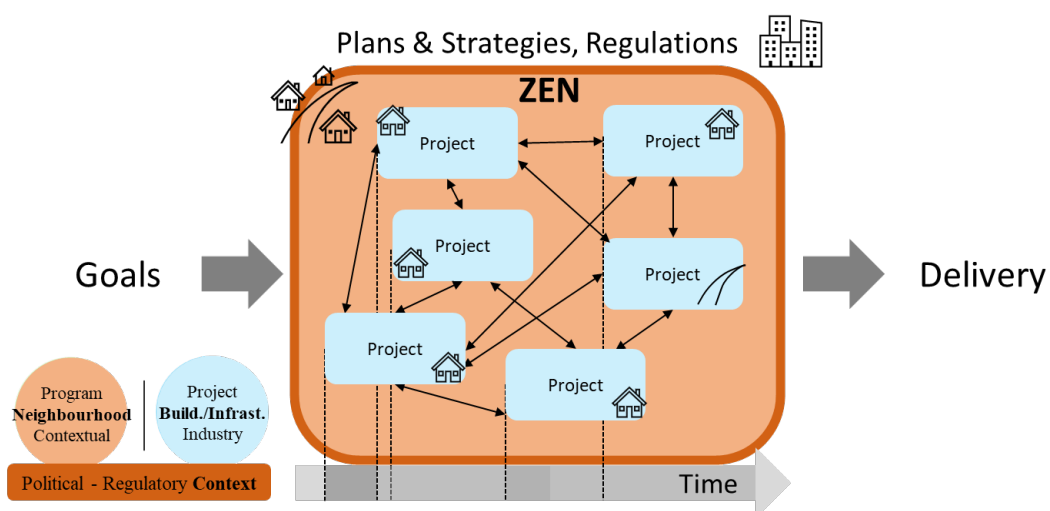 Plans & Strategies, Regulations
ZEN
Project
Project
Project
Project
Project
Project
Goals
Delivery
Program
Neighbourhood
Contextual
Project
Build./Infrast.
Industry
Political - Regulatory Context
Time